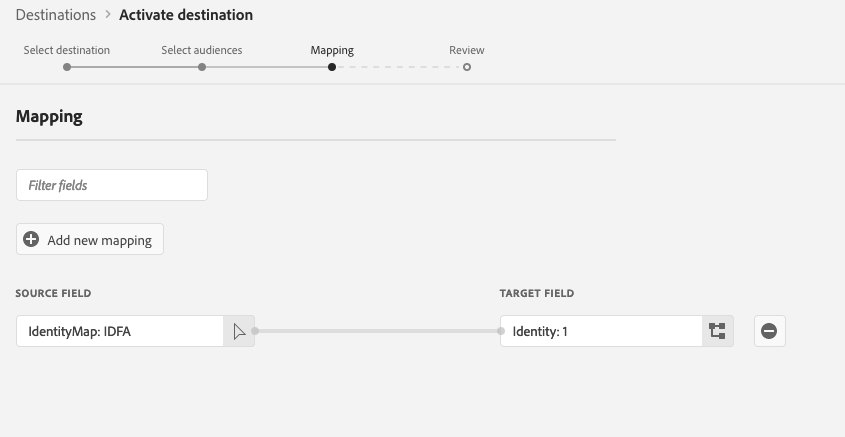 Destinations > Activate destination
Select destination Select audiences Mapping Review
Mapping
Filter fields
Add new mapping
SOURCE FIELD TARGET FIELD
IdentityMap: IDFA Identity: 1